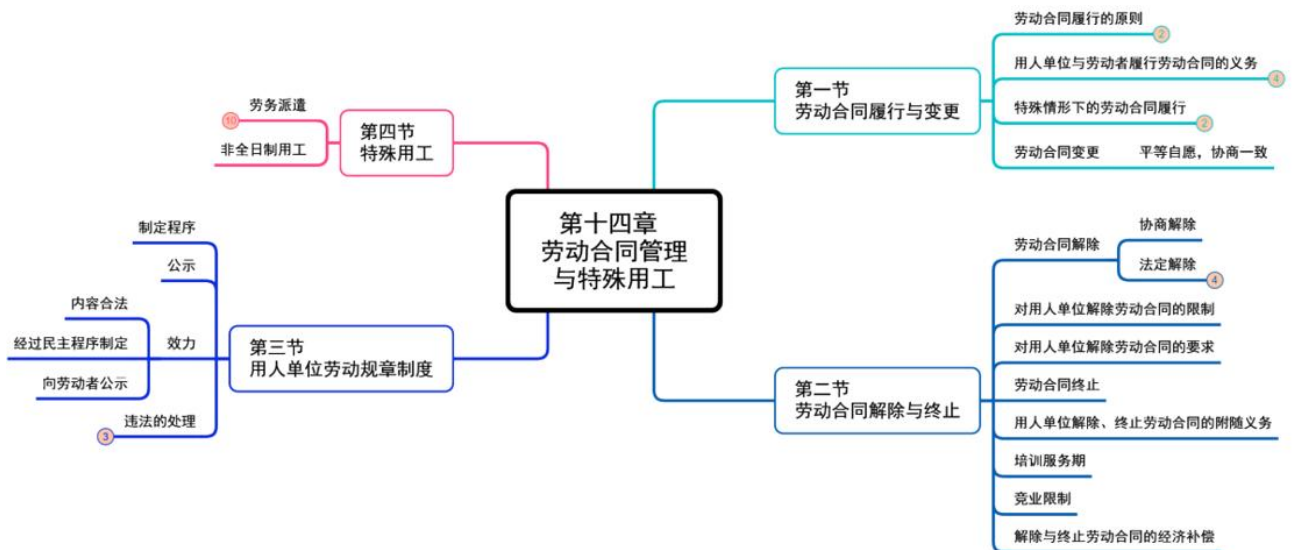 第十四章
劳动合同管理
与特殊用工
第一节
劳动合同履行与变更
劳动合同履行的原则
2
用人单位与劳动者履行劳动合同的义务
4
特殊情形下的劳动合同履行
2
劳动合同变更
平等自愿，协商一致
第二节
劳动合同解除与终止
劳动合同解除
协商解除
法定解除
4
对用人单位解除劳动合同的限制
对用人单位解除劳动合同的要求
劳动合同终止
用人单位解除、终止劳动合同的附随义务
培训服务期
竞业限制
解除与终止劳动合同的经济补偿
第三节
用人单位劳动规章制度
制定程序
公示
效力
内容合法
经过民主程序制定
向劳动者公示
违法的处理
3
第四节
特殊用工
劳务派遣
10
非全日制用工